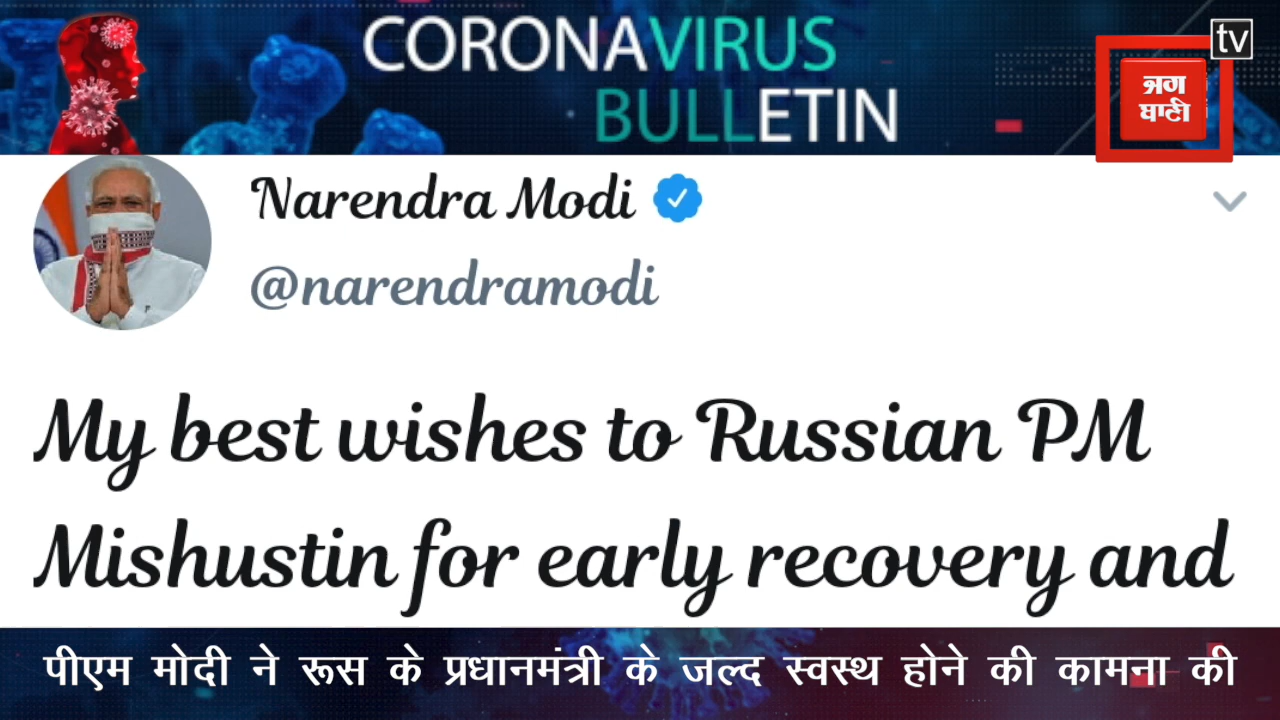 CORONAVIRUS
BULLETIN
tv
ਜਗ
ਬਾਣੀ
Narendra Modi
@narendramodi
My best wishes to Russian PM
Mishustin for early recovery and
पीएम मोदी ने रूस के प्रधानमंत्री के जल्द स्वस्थ होने की कामना की